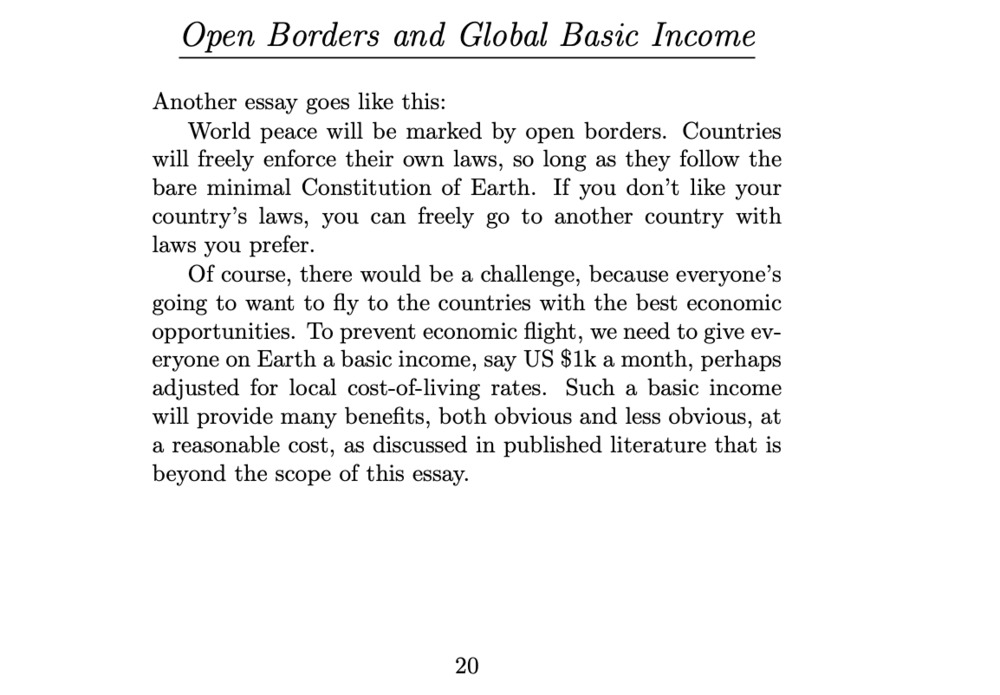 Open Borders and Global Basic Income
Another essay goes like this:
World peace will be marked by open borders. Countries
will freely enforce their own laws, so long as they follow the
bare minimal Constitution of Earth. If you don’t like your
country’s laws, you can freely go to another country with
laws you prefer.
Of course, there would be a challenge, because everyone’s
going to want to fly to the countries with the best economic
opportunities. To prevent economic flight, we need to give ev-
eryone on Earth a basic income, say US $1k a month, perhaps
adjusted for local cost-of-living rates. Such a basic income
will provide many benefits, both obvious and less obvious, at
a reasonable cost, as discussed in published literature that is
beyond the scope of this essay.
20